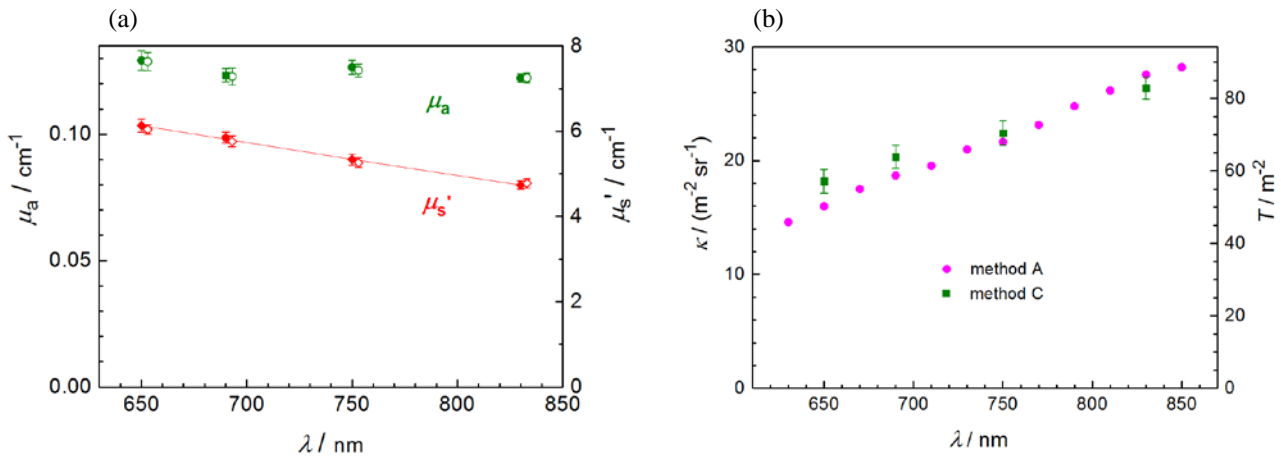 (a)
(b)
0.10
0.05
0.00
μa / cm-1
650
700
750
800
850
λ / nm
8
6
4
2
0
μs' / cm-1
μa
μs'
30
20
10
0
κ / (m-2 sr-1)
650
700
750
800
850
λ / nm
80
60
40
20
0
T / m-2
method A
method C